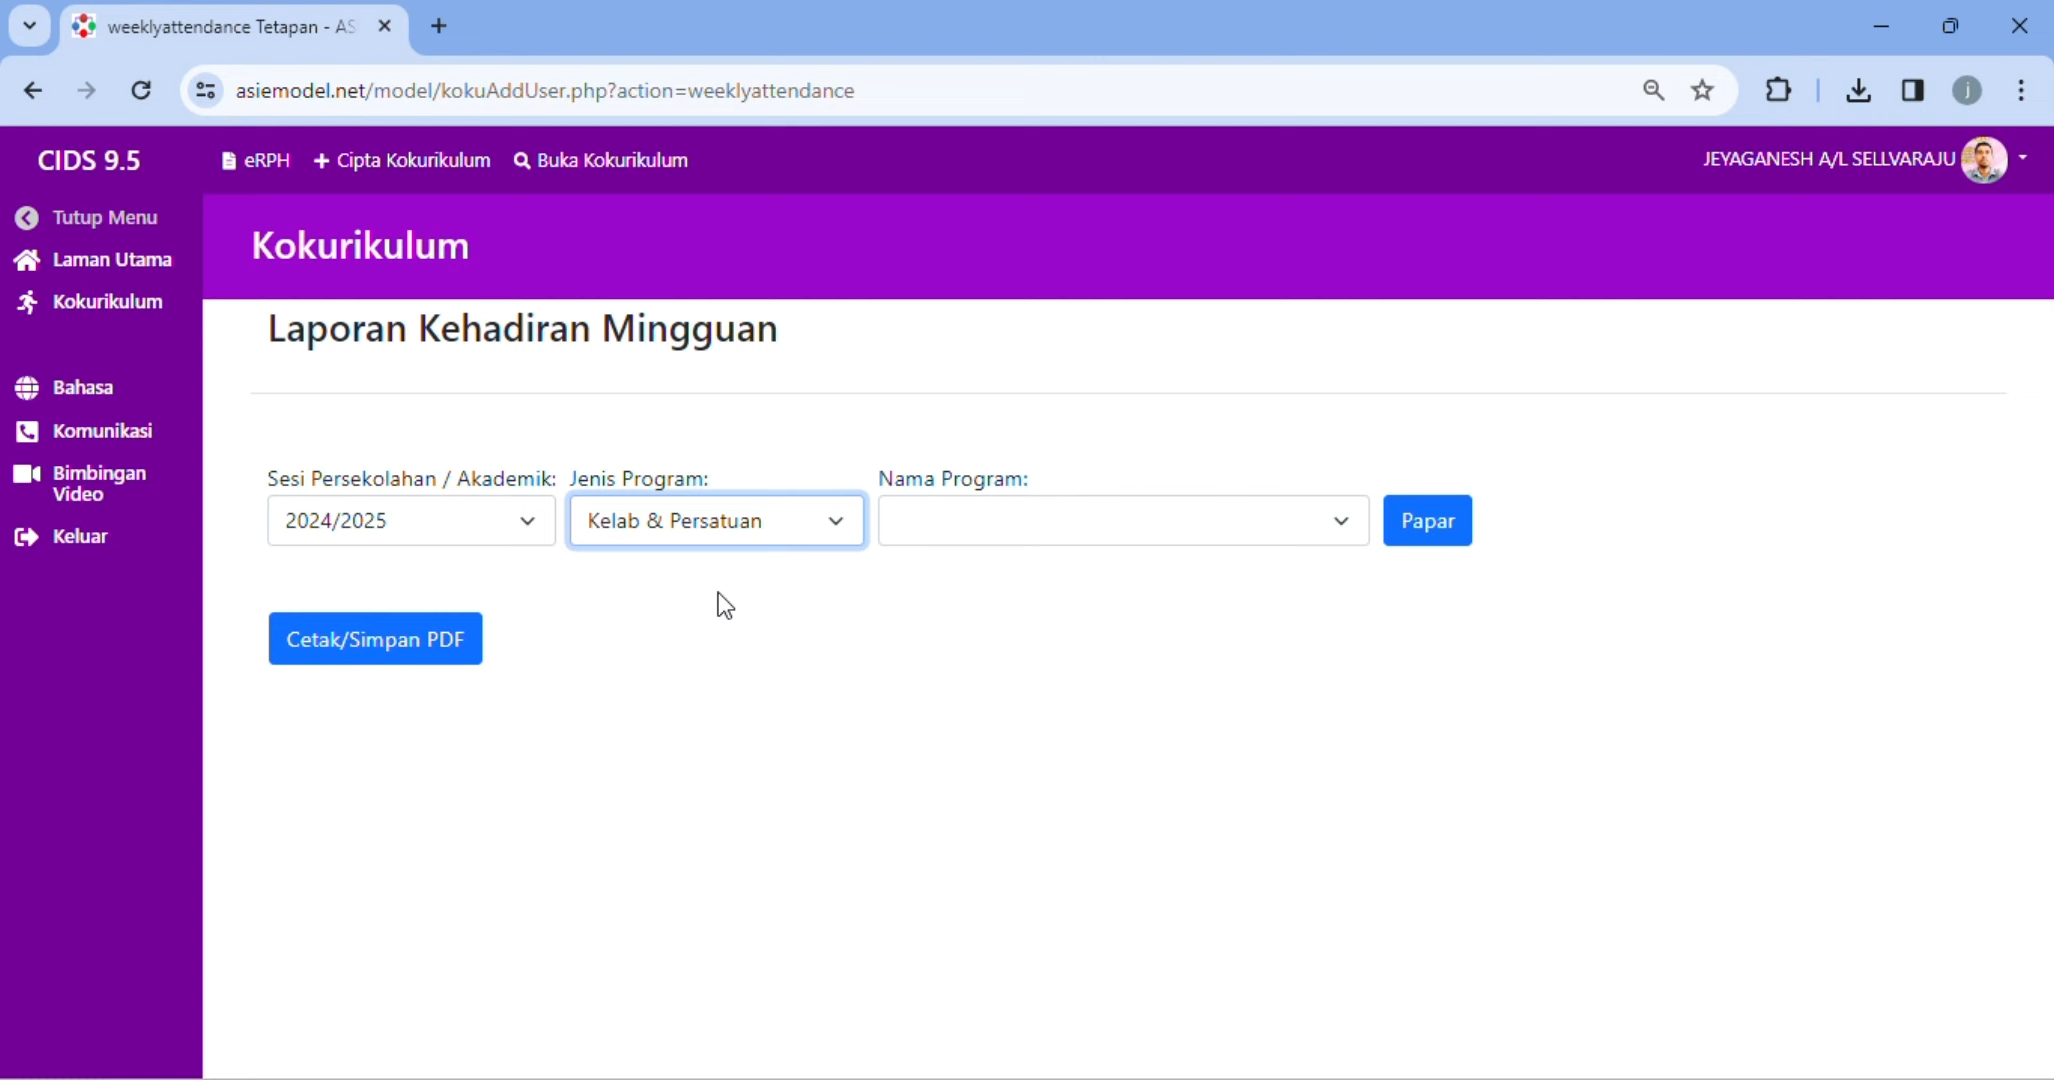 weeklyattendance Tetapan - AS
asiemodel.net/model/kokuAddUser.php?action=weeklyattendance
j
CIDS 9.5
eRPH
Cipta Kokurikulum
Buka Kokurikulum
JEYAGANESH A/L SELLVARAJU
Tutup Menu
Laman Utama
Kokurikulum
Bahasa
Komunikasi
Bimbingan
Video
Keluar
Kokurikulum
Laporan Kehadiran Mingguan
Sesi Persekolahan / Akademik:
Jenis Program:
Nama Program:
2024/2025
Kelab & Persatuan
Papar
Cetak/Simpan PDF